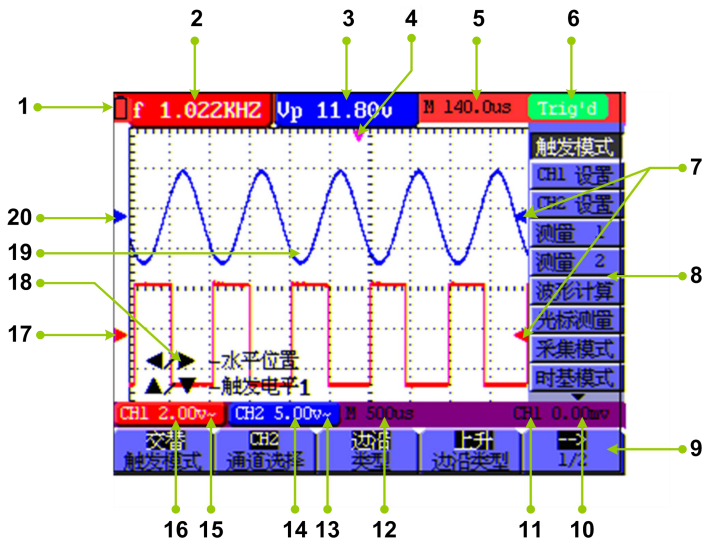 2 3 4 5 6
1
f 1.022KHZ Vp 11.80v M 140.0us Trig'd
触发模式
CH1 设置
7
CH2 设置
20
测量 1
19
测量 2
8
18
波形计算
17
光标测量
◀/▶ -水平位置
采集模式
▲/▼ -触发电平1
时基模式
CH1 2.00v~ CH2 5.00v~ M 500us CH1 0.00mv
交替 CH2 边沿 上升 -->
触发模式 通道选择 类型 边沿类型 1/2
9
16 15 14 13 12 11 10